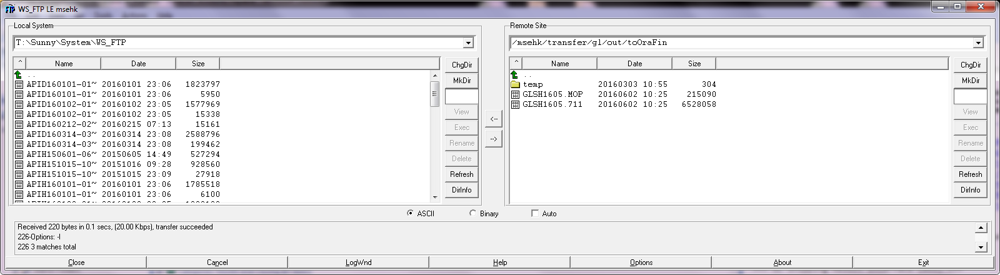 WS_FTP LE msehk
Local System
T:\Sunny\System\WS_FTP
^ Name Date Size
..
APID160101-01~ 20160101 23:06 1823797
APID160101-01~ 20160101 23:06 5950
APID160102-01~ 20160102 23:05 1577969
APID160102-01~ 20160102 23:05 15338
APID160212-02~ 20160215 07:13 15161
APID160314-03~ 20160314 23:08 2588796
APID160314-03~ 20160314 23:08 199462
APIH150601-06~ 20150605 14:49 527294
APIH151015-10~ 20151016 09:28 928560
APIH151015-10~ 20151015 23:09 27918
APIH160101-01~ 20160101 23:06 1785518
APIH160101-01~ 20160101 23:06 6100
ChgDir
MkDir
View
Exec
Rename
Delete
Refresh
DirInfo
<--
-->
Remote Site
/msehk/transfer/gl/out/toOraFin
^ Name Date Size
..
temp 20160303 10:55 304
GLSH1605.MOP 20160602 10:25 215090
GLSH1605.711 20160602 10:25 6528058
ChgDir
MkDir
View
Exec
Rename
Delete
Refresh
DirInfo
ASCII Binary Auto
Received 220 bytes in 0.1 secs, (20.00 Kbps), transfer succeeded
226-Options: -l
226 3 matches total
Close Cancel LogWnd Help Options About Exit